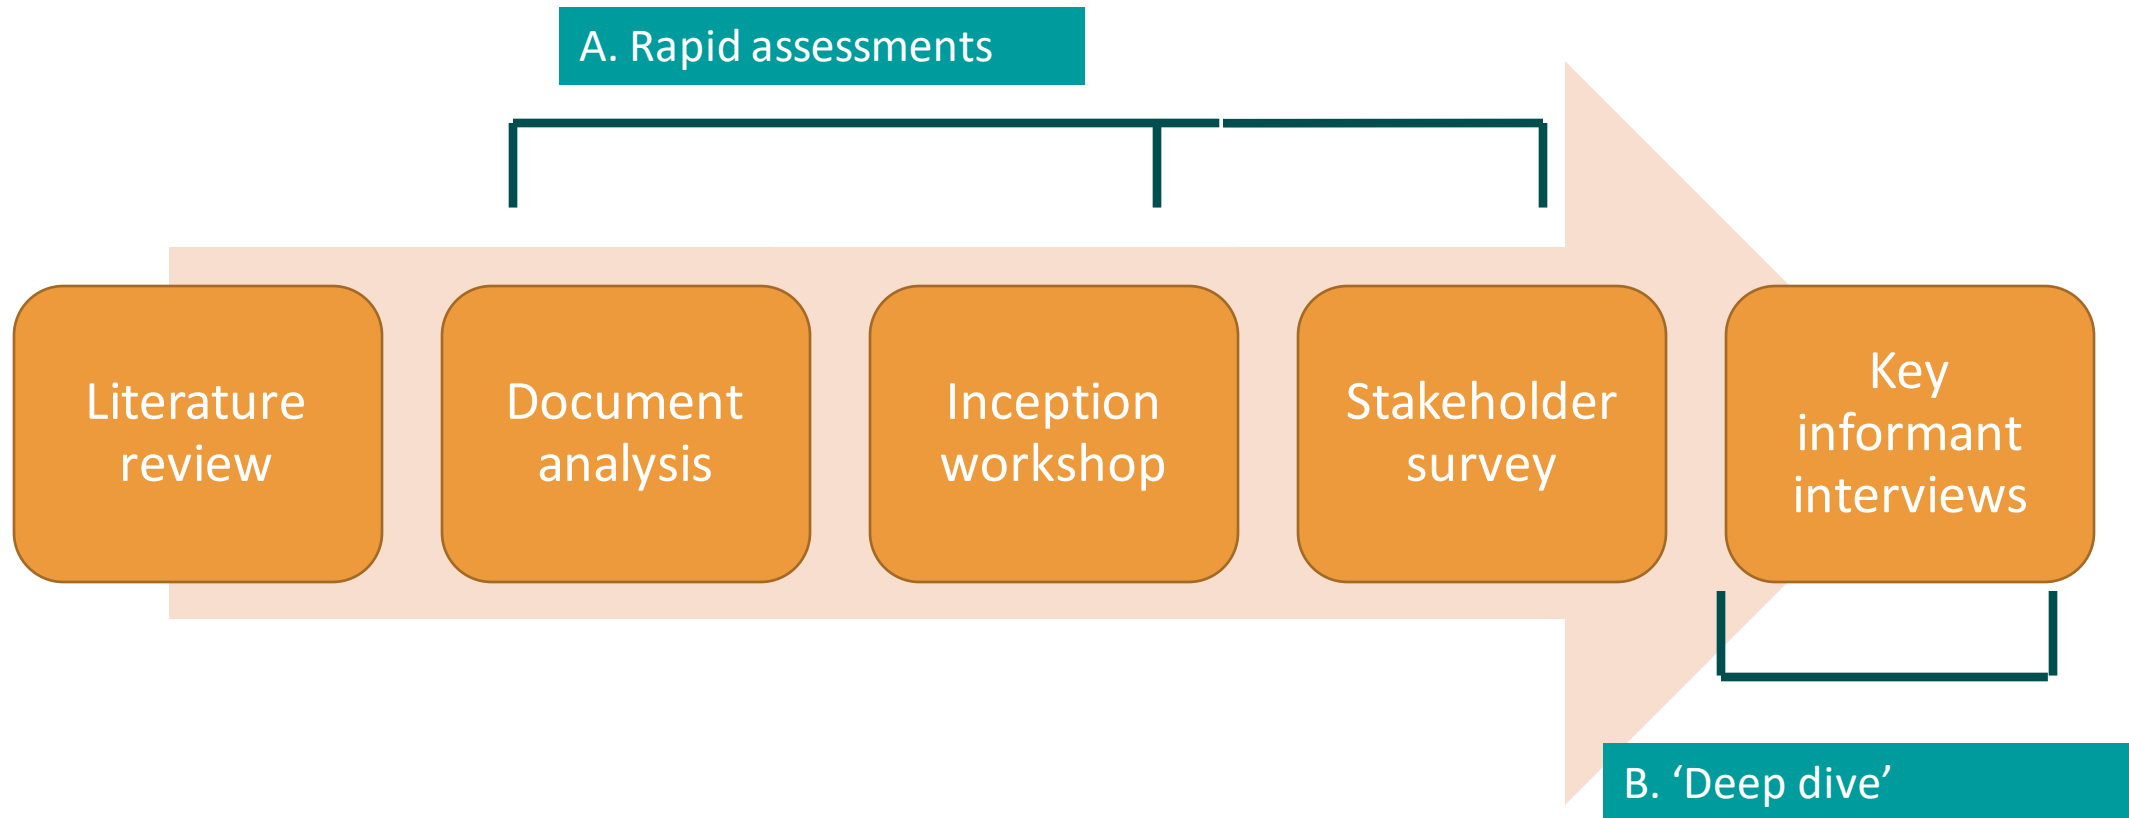 A. Rapid assessments
Literature
review
Document
analysis
Inception
workshop
Stakeholder
survey
Key
informant
interviews
B. ‘Deep dive’